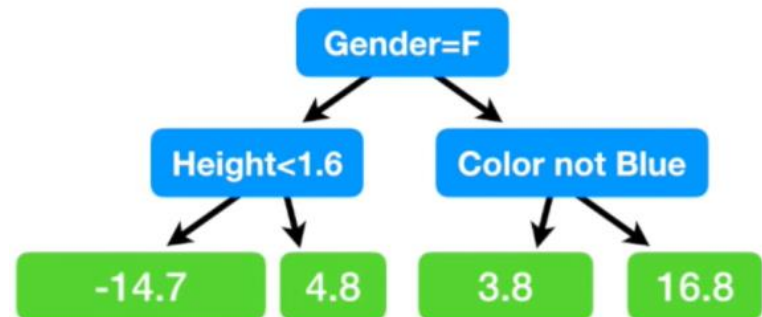 Gender=F
Height<1.6
Color not Blue
-14.7
4.8
3.8
16.8